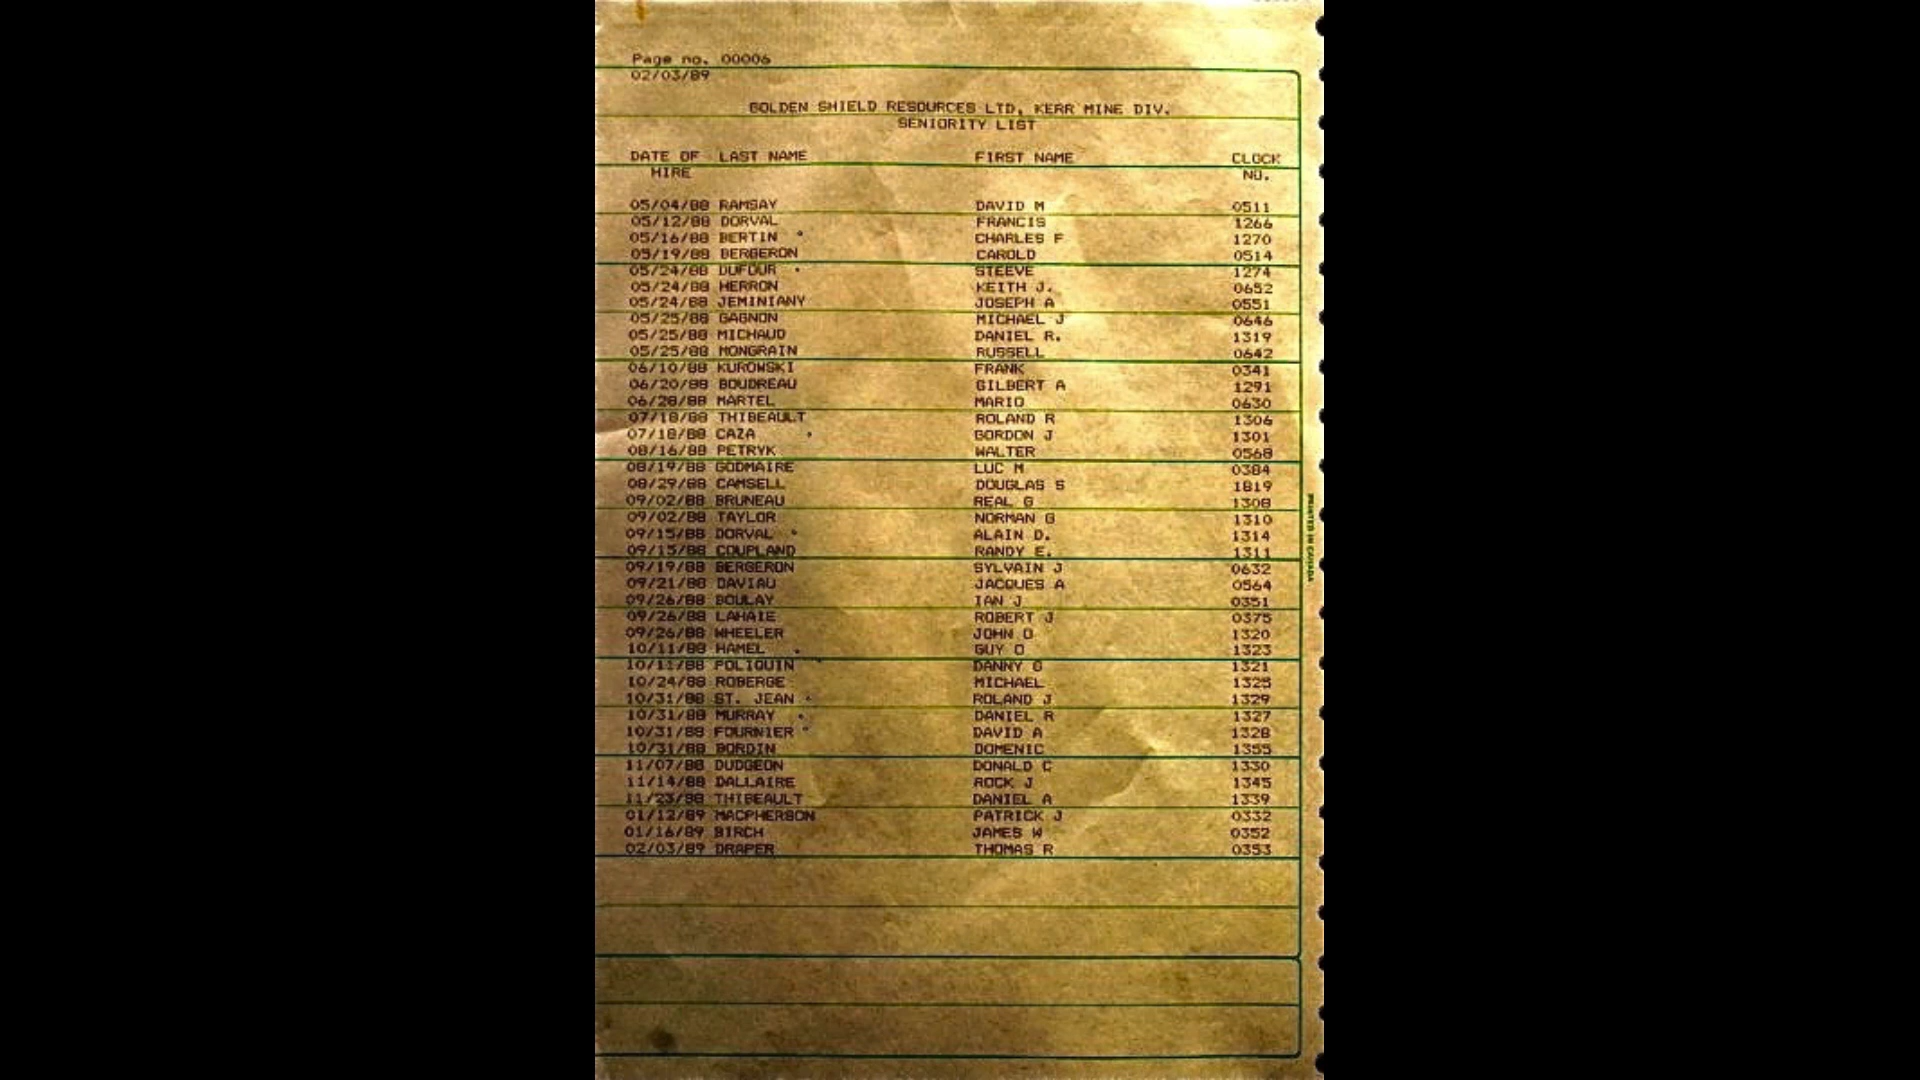 Page no. 00006
02/03/89
GOLDEN SHIELD RESOURCES LTD, KERR MINE DIV.
SENIORITY LIST
DATE OF LAST NAME FIRST NAME CLOCK
HIRE NO.
05/04/88 RAMSAY DAVID M 0511
05/12/88 DORVAL FRANCIS 1266
05/16/88 BERTIN CHARLES F 1270
05/19/88 BERGERON CAROLD 0514
05/24/88 DUFOUR STEEVE 1274
05/24/88 HERRON KEITH J. 0652
05/24/88 JEMINIANY JOSEPH A 0551
05/25/88 GAGNON MICHAEL J 0646
05/25/88 MICHAUD DANIEL R. 1319
05/25/88 MONGRAIN RUSSELL 0642
06/10/88 KUROWSKI FRANK 0341
06/20/88 BOUDREAU GILBERT A 1291
06/28/88 MARTEL MARIO 0630
07/18/88 THIBEAULT ROLAND R 1306
07/18/88 CAZA GORDON J 1301
08/16/88 PETRYK WALTER 0568
08/19/88 GODMAIRE LUC M 0384
08/29/88 CAMSELL DOUGLAS S 1819
09/02/88 BRUNEAU REAL G 1308
09/02/88 TAYLOR NORMAN G 1310
09/15/88 DORVAL ALAIN D. 1314
09/15/88 COUPLAND RANDY E. 1311
09/19/88 BERGERON SYLVAIN J 0632
09/21/88 DAVIAU JACQUES A 0564
09/26/88 BOULAY IAN J 0351
09/26/88 LAHAIE ROBERT J 0375
09/26/88 WHEELER JOHN O 1320
10/11/88 HAMEL GUY O 1323
10/11/88 POLIQUIN DANNY G 1321
10/24/88 ROBERGE MICHAEL 1325
10/31/88 ST. JEAN ROLAND J 1329
10/31/88 MURRAY DANIEL R 1327
10/31/88 FOURNIER DAVID A 1328
10/31/88 BORDIN DOMENIC 1355
11/07/88 DUDGEON DONALD C 1330
11/14/88 DALLAIRE ROCK J 1345
11/23/88 THIBEAULT DANIEL A 1339
01/12/89 MACPHERSON PATRICK J 0332
01/16/89 BIRCH JAMES W 0352
02/03/89 DRAPER THOMAS R 0353
PRINTED IN CANADA